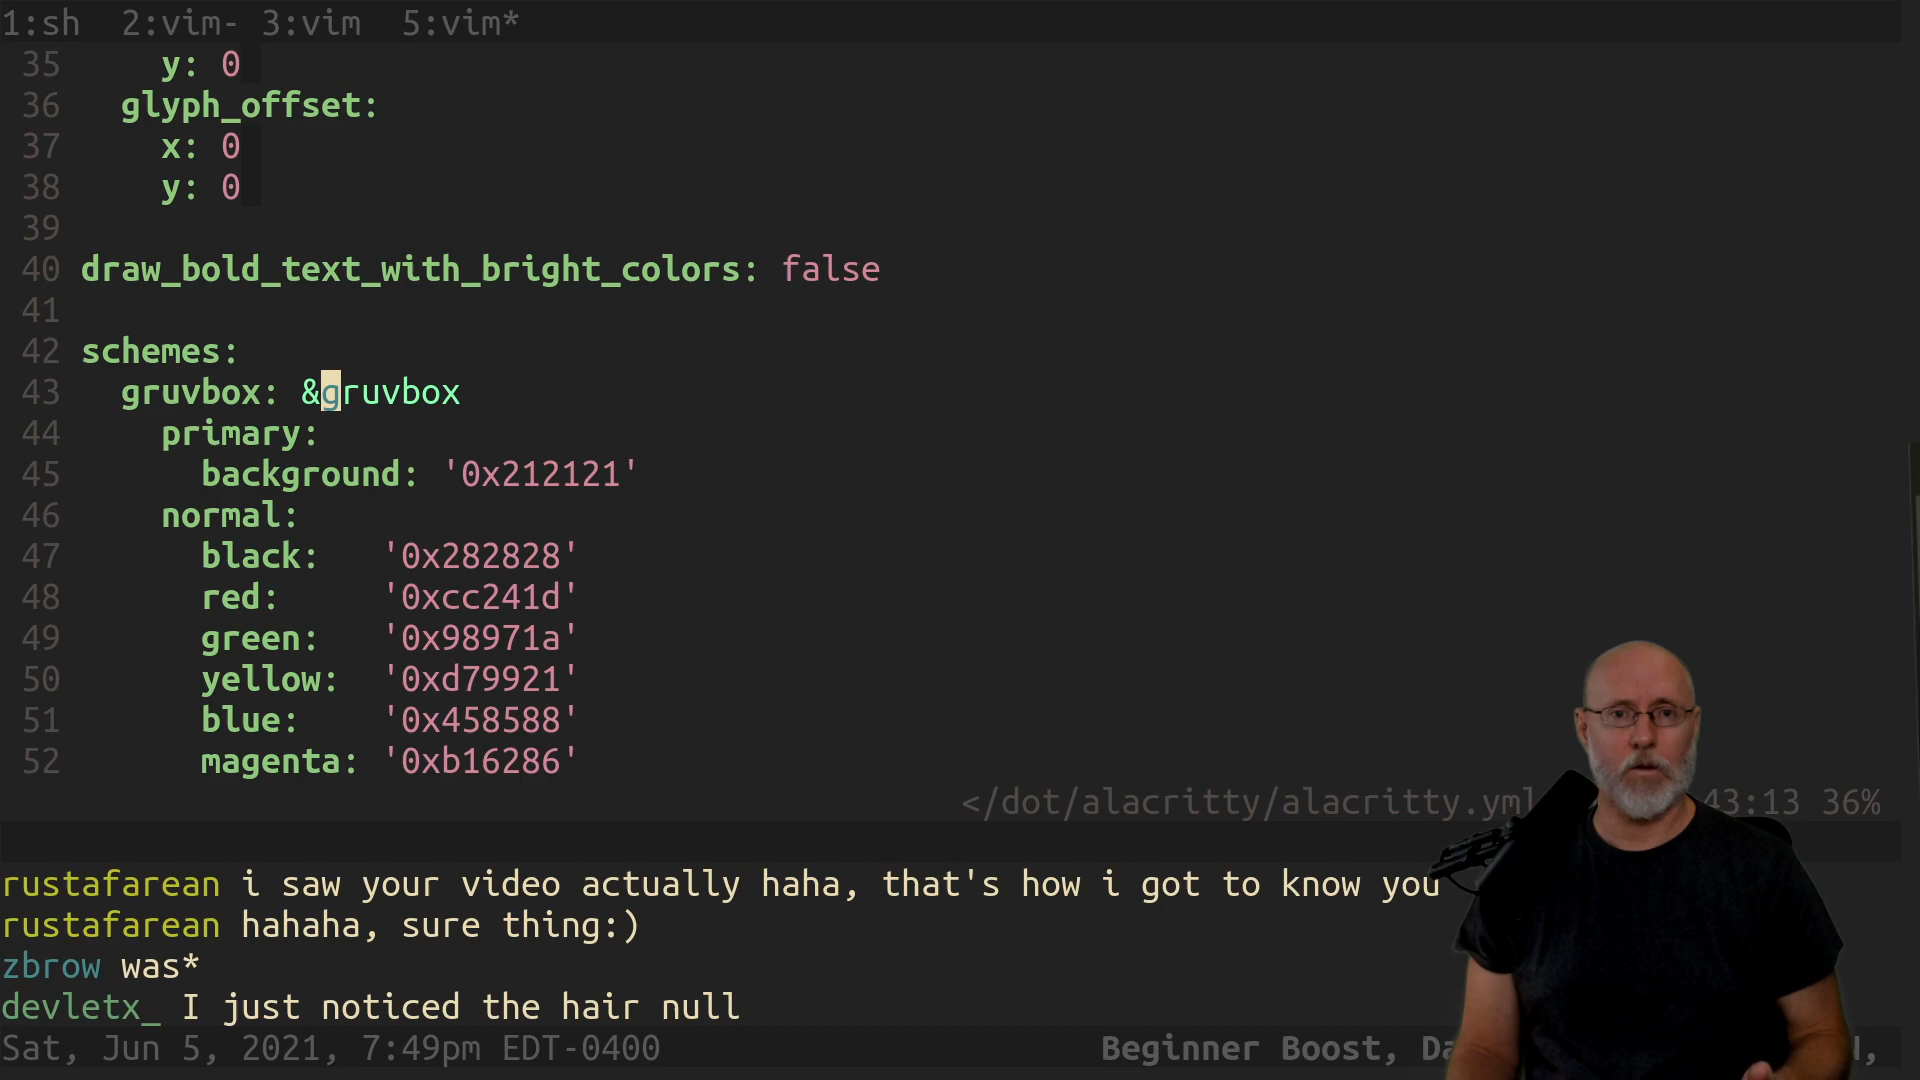 1:sh  2:vim- 3:vim  5:vim*
35     y: 0
36   glyph_offset:
37     x: 0
38     y: 0
39
40 draw_bold_text_with_bright_colors: false
41
42 schemes:
43   gruvbox: &gruvbox
44     primary:
45       background: '0x212121'
46     normal:
47       black:   '0x282828'
48       red:     '0xcc241d'
49       green:   '0x98971a'
50       yellow:  '0xd79921'
51       blue:    '0x458588'
52       magenta: '0xb16286'
</dot/alacritty/alacritty.yml 43:13 36%
rustafarean i saw your video actually haha, that's how i got to know you
rustafarean hahaha, sure thing:)
zbrow was*
devletx_ I just noticed the hair null
Sat, Jun 5, 2021, 7:49pm EDT-0400 Beginner Boost,